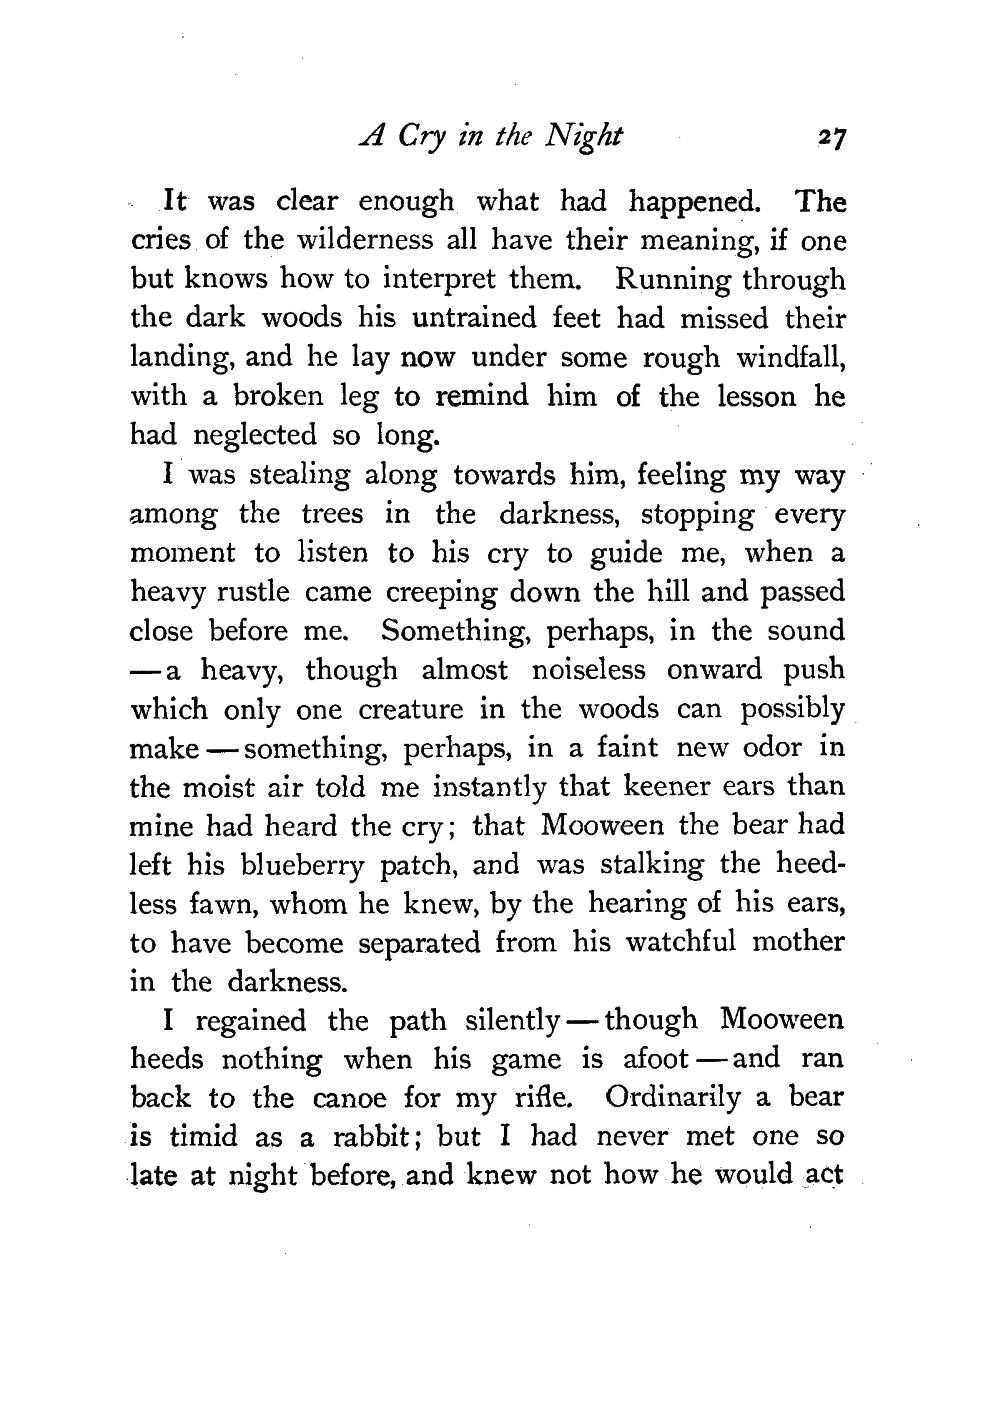 A Cry in the Night 27
It was clear enough what had happened. The
cries of the wilderness all have their meaning, if one
but knows how to interpret them. Running through
the dark woods his untrained feet had missed their
landing, and he lay now under some rough windfall,
with a broken leg to remind him of the lesson he
had neglected so long.
I was stealing along towards him, feeling my way
among the trees in the darkness, stopping every
moment to listen to his cry to guide me, when a
heavy rustle came creeping down the hill and passed
close before me. Something, perhaps, in the sound
— a heavy, though almost noiseless onward push
which only one creature in the woods can possibly
make — something, perhaps, in a faint new odor in
the moist air told me instantly that keener ears than
mine had heard the cry; that Mooween the bear had
left his blueberry patch, and was stalking the heed-
less fawn, whom he knew, by the hearing of his ears,
to have become separated from his watchful mother
in the darkness.
I regained the path silently — though Mooween
heeds nothing when his game is afoot — and ran
back to the canoe for my rifle. Ordinarily a bear
is timid as a rabbit; but I had never met one so
late at night before, and knew not how he would act